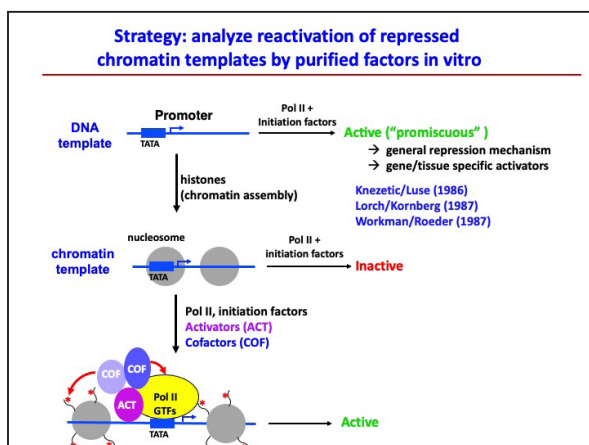 Strategy: analyze reactivation of repressed
chromatin templates by purified factors in vitro
DNA
template
Promoter
TATA
Pol II +
Initiation factors
Active ("promiscuous" )
→ general repression mechanism
→ gene/tissue specific activators
histones
(chromatin assembly)
Knezetic/Luse (1986)
Lorch/Kornberg (1987)
Workman/Roeder (1987)
chromatin
template
nucleosome
TATA
Pol II +
initiation factors
Inactive
Pol II, initiation factors
Activators (ACT)
Cofactors (COF)
COF
COF
ACT
Pol II
GTFs
TATA
*
*
*
*
Active